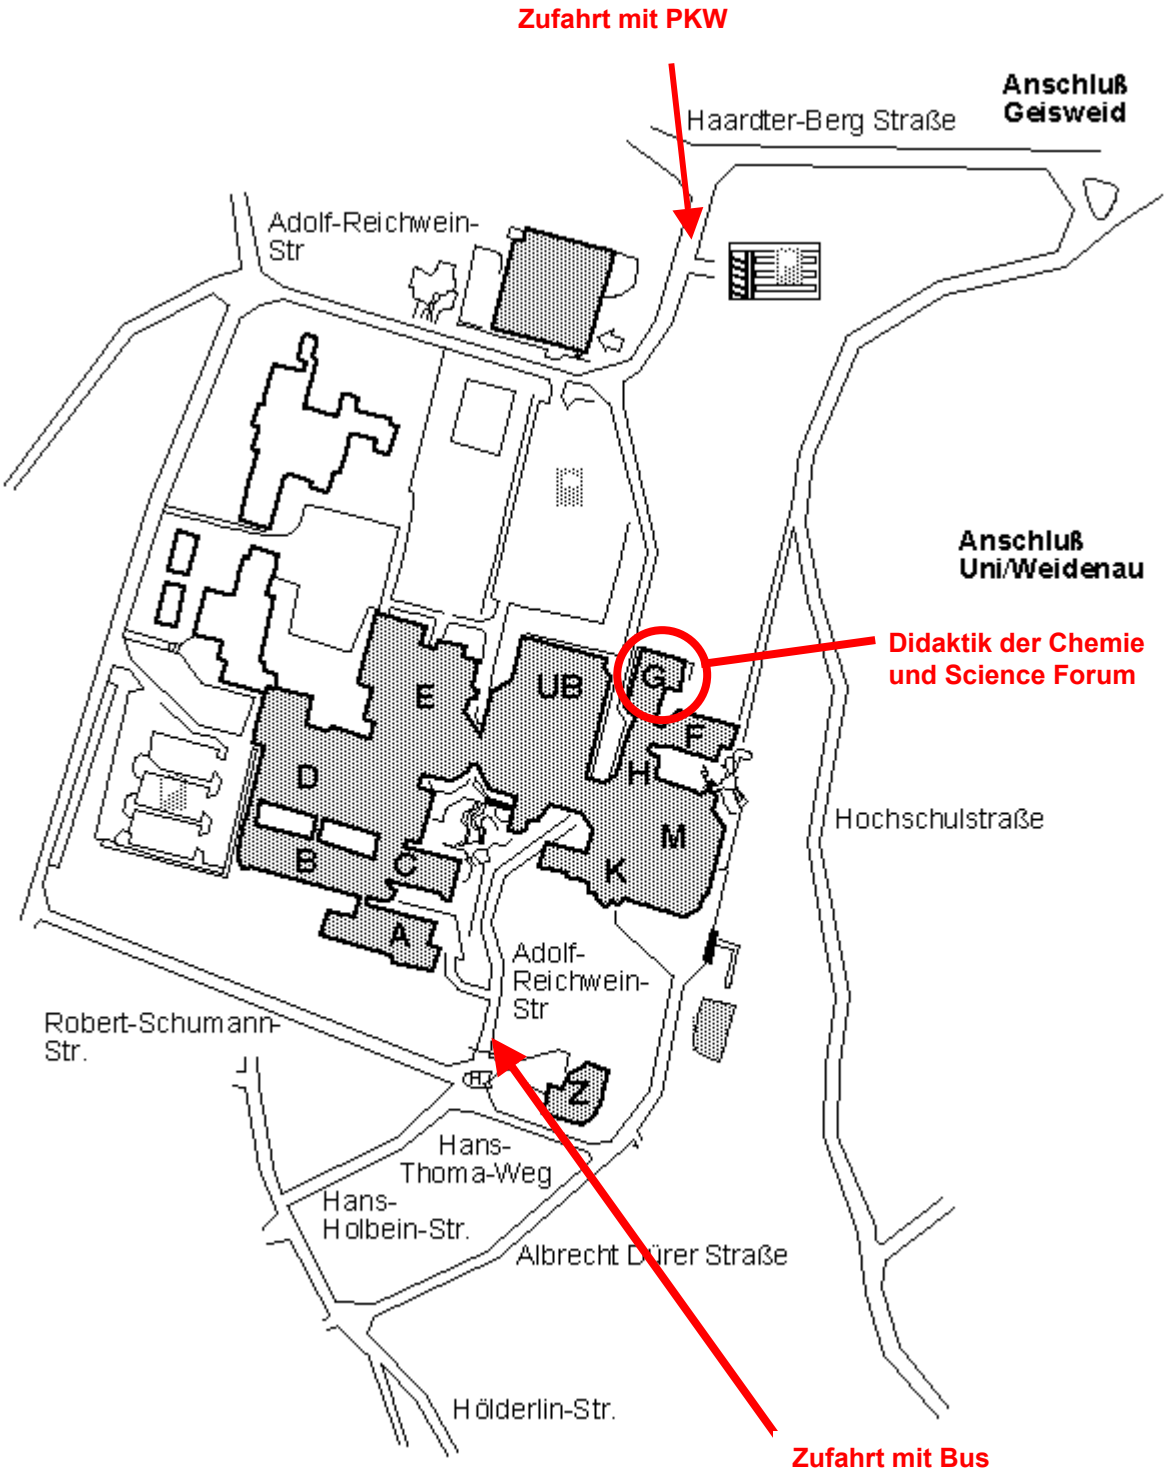 Zufahrt mit PKW
Anschluß
Geisweid
Haardter-Berg Straße
Adolf-Reichwein-
Str
Anschluß
Uni/Weidenau
Didaktik der Chemie
und Science Forum
G
UB
E
F
D
H
Hochschulstraße
M
B
C
K
A
Adolf-
Reichwein-
Str
Robert-Schumann-
Str.
H
Z
Hans-
Thoma-Weg
Hans-
Holbein-Str.
Albrecht Dürer Straße
Hölderlin-Str.
Zufahrt mit Bus